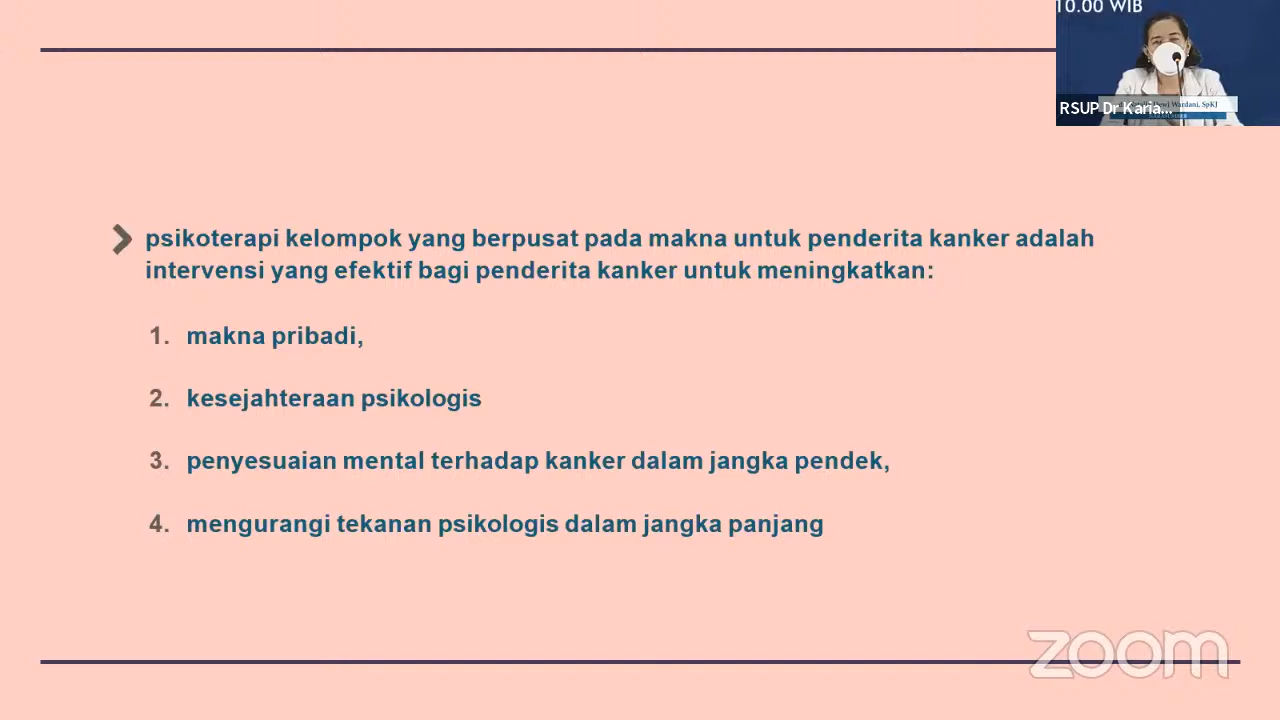 10.00 WIB
RSUP Dr Karia...
Wardani, SpKJ
psikoterapi kelompok yang berpusat pada makna untuk penderita kanker adalah
intervensi yang efektif bagi penderita kanker untuk meningkatkan:
1. makna pribadi,
2. kesejahteraan psikologis
3. penyesuaian mental terhadap kanker dalam jangka pendek,
4. mengurangi tekanan psikologis dalam jangka panjang
zoom